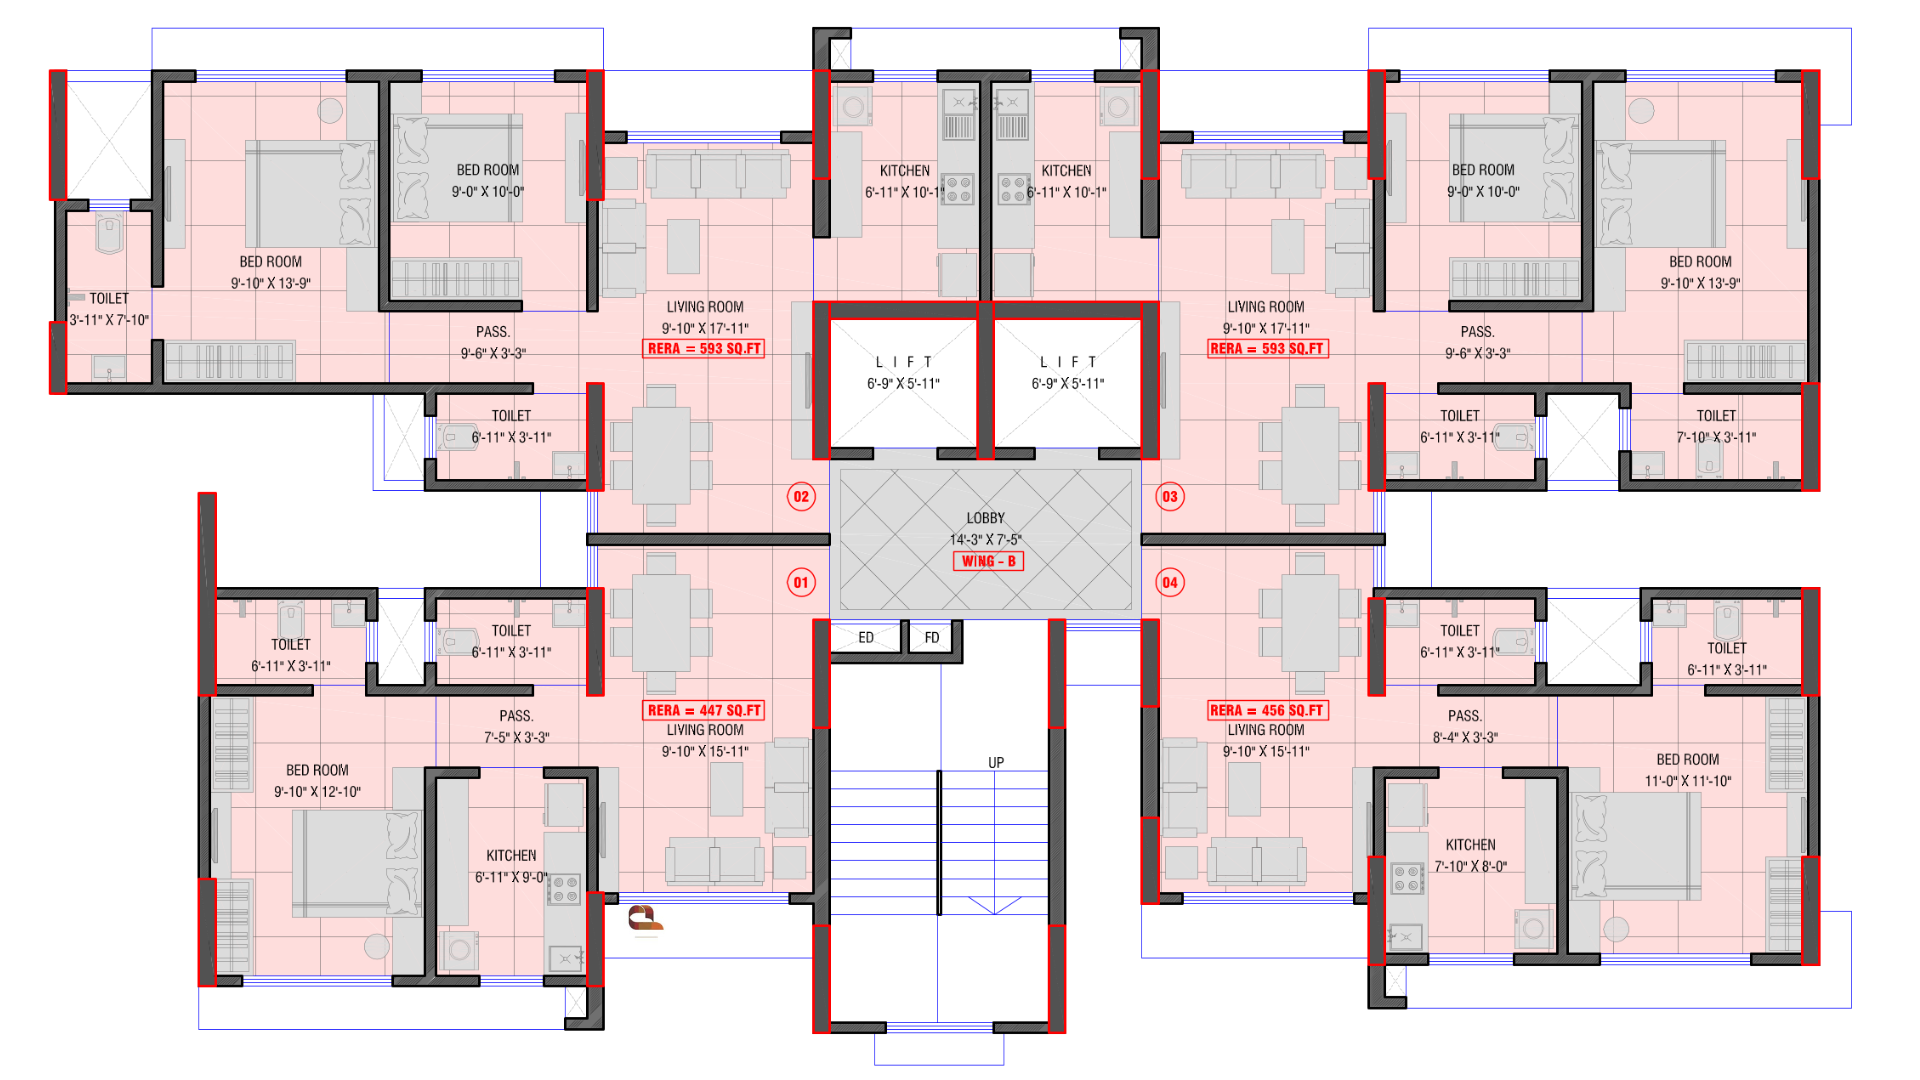 BED ROOM
9'-0" X 10'-0"
KITCHEN
6'-11" X 10'-1"
KITCHEN
6'-11" X 10'-1"
BED ROOM
9'-0" X 10'-0"
BED ROOM
9'-10" X 13'-9"
BED ROOM
9'-10" X 13'-9"
TOILET
3'-11" X 7'-10"
LIVING ROOM
9'-10" X 17'-11"
RERA = 593 SQ.FT
LIVING ROOM
9'-10" X 17'-11"
RERA = 593 SQ.FT
PASS.
9'-6" X 3'-3"
PASS.
9'-6" X 3'-3"
LIFT
6'-9" X 5'-11"
LIFT
6'-9" X 5'-11"
TOILET
6'-11" X 3'-11"
TOILET
6'-11" X 3'-11"
TOILET
7'-10" X 3'-11"
02
03
LOBBY
14'-3" X 7'-5"
WING - B
01
04
ED
FD
TOILET
6'-11" X 3'-11"
TOILET
6'-11" X 3'-11"
TOILET
6'-11" X 3'-11"
TOILET
6'-11" X 3'-11"
PASS.
7'-5" X 3'-3"
RERA = 447 SQ.FT
LIVING ROOM
9'-10" X 15'-11"
RERA = 456 SQ.FT
LIVING ROOM
9'-10" X 15'-11"
PASS.
8'-4" X 3'-3"
UP
BED ROOM
9'-10" X 12'-10"
BED ROOM
11'-0" X 11'-10"
KITCHEN
6'-11" X 9'-0"
KITCHEN
7'-10" X 8'-0"